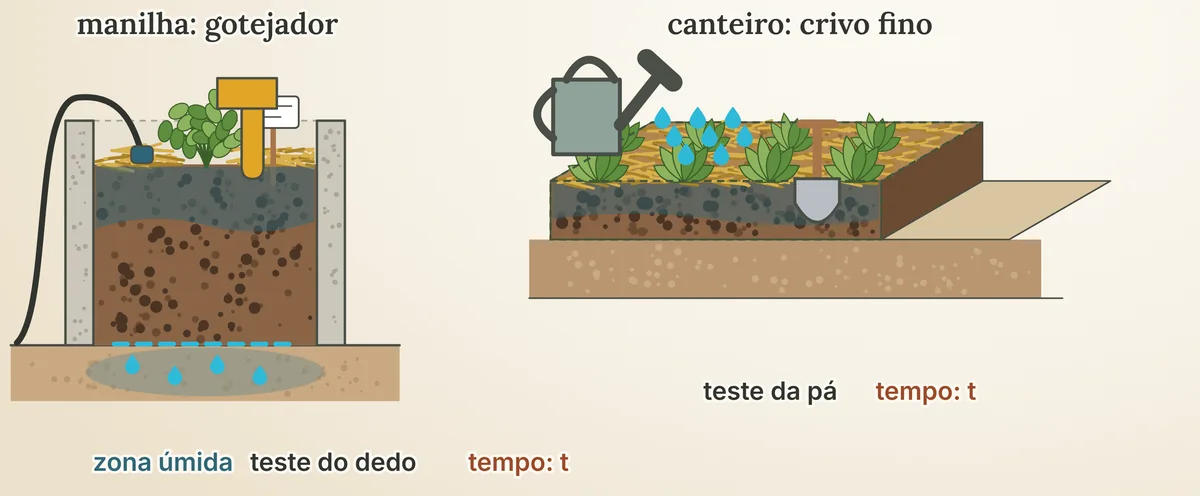 manilha: gotejador
canteiro: crivo fino
teste da pá
tempo: t
zona úmida
teste do dedo
tempo: t